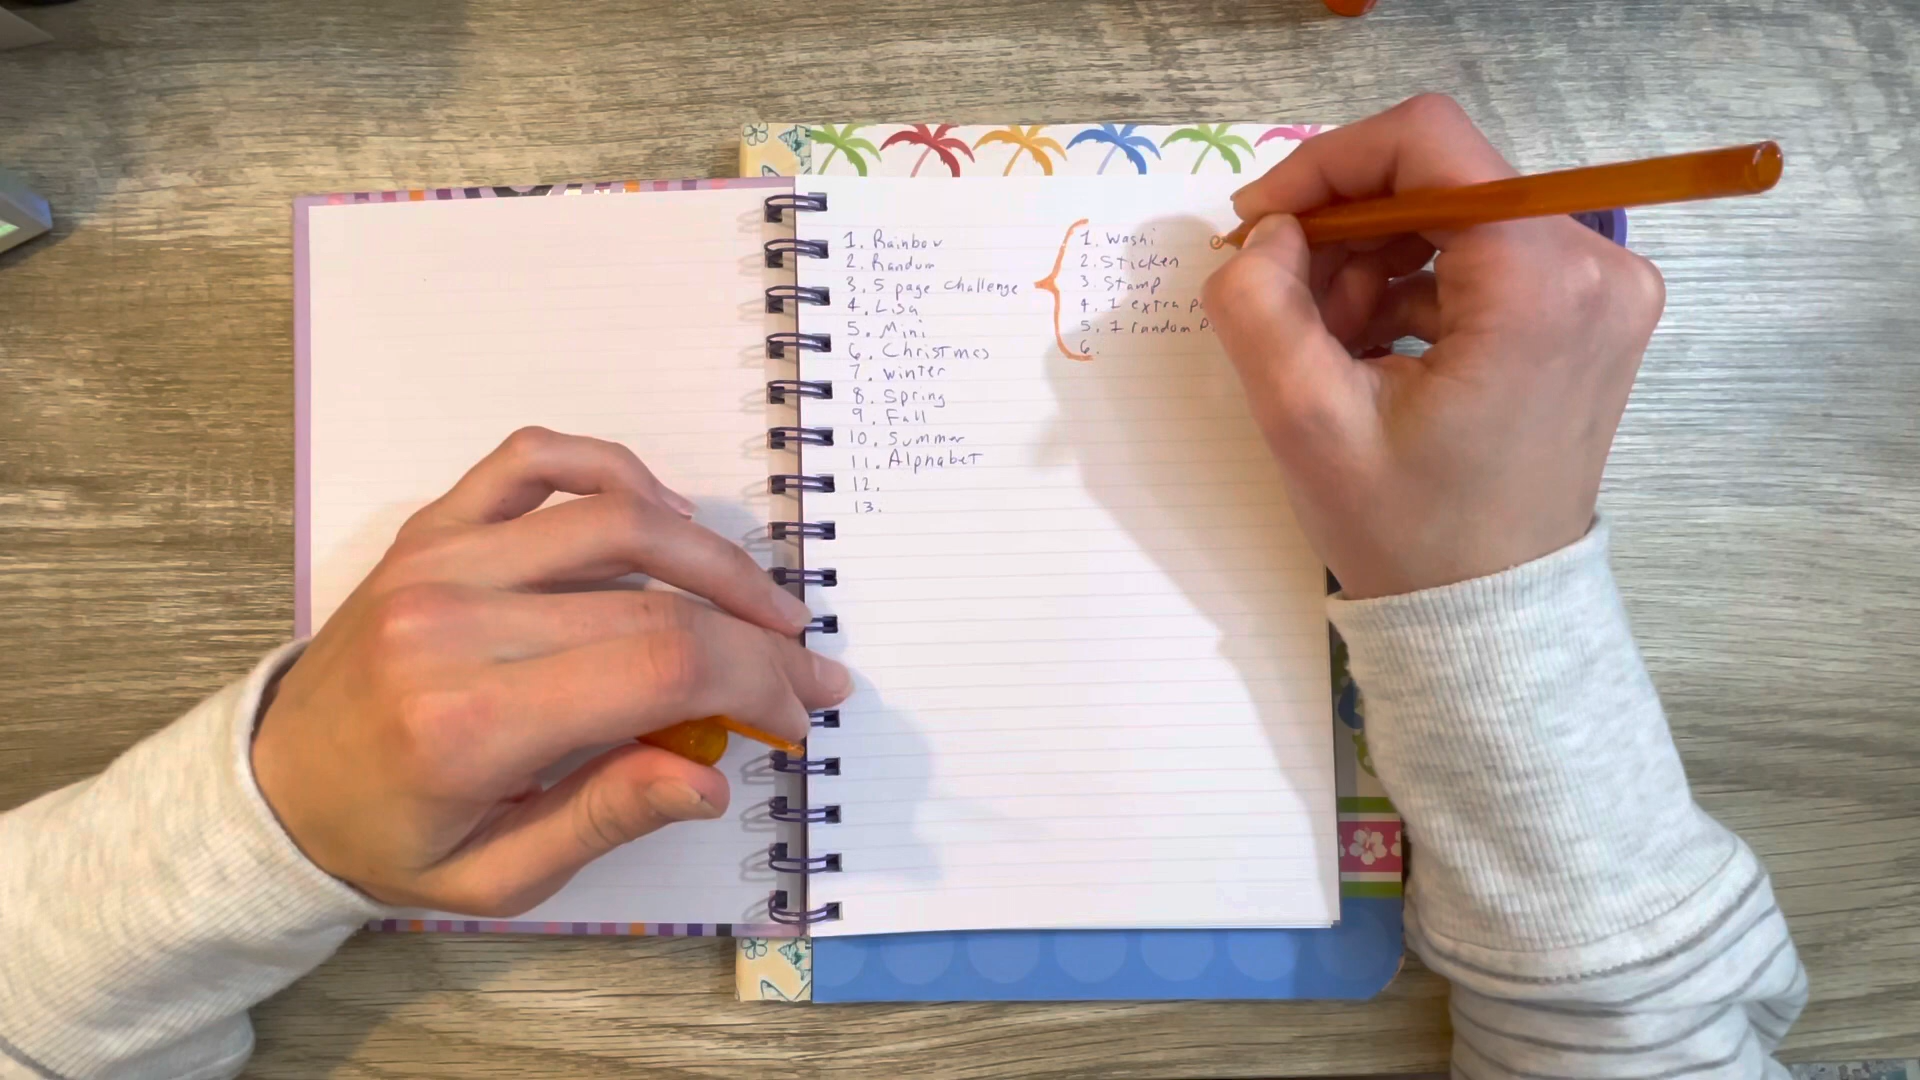 1. Rainbow
2. Random
3. 5 page challenge
4. Lisa
5. Mini
6. Christmas
7. Winter
8. Spring
9. Fall
10. Summer
11. Alphabet
12.
13.
1. Washi
2. Sticker
3. Stamp
4. 1 extra
5. 1 random
6.